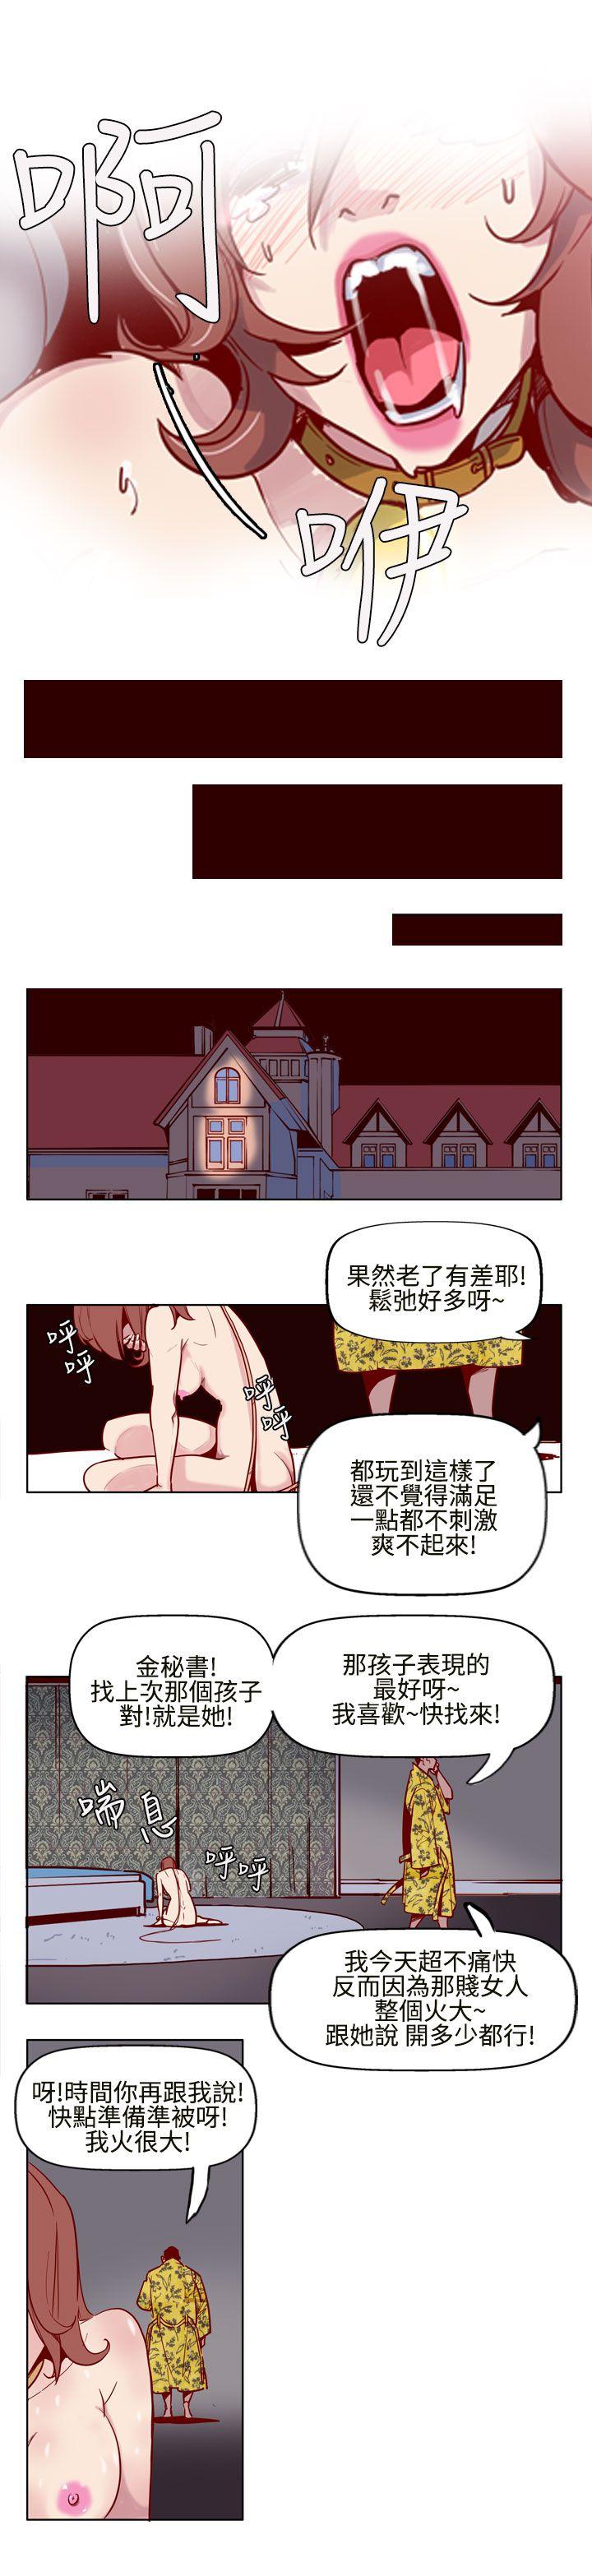 啊
咿
果然老了有差耶!
鬆弛好多呀~
呼
呼
呼
呼
都玩到這樣了
還不覺得滿足
一點都不刺激
爽不起來!
金秘書!
找上次那個孩子
對!就是她!
那孩子表現的
最好呀~
我喜歡~快找來!
喘息
呼呼
我今天超不痛快
反而因為那賤女人
整個火大~
跟她說 開多少都行!
呀!時間你再跟我說!
快點準備準被呀!
我火很大!